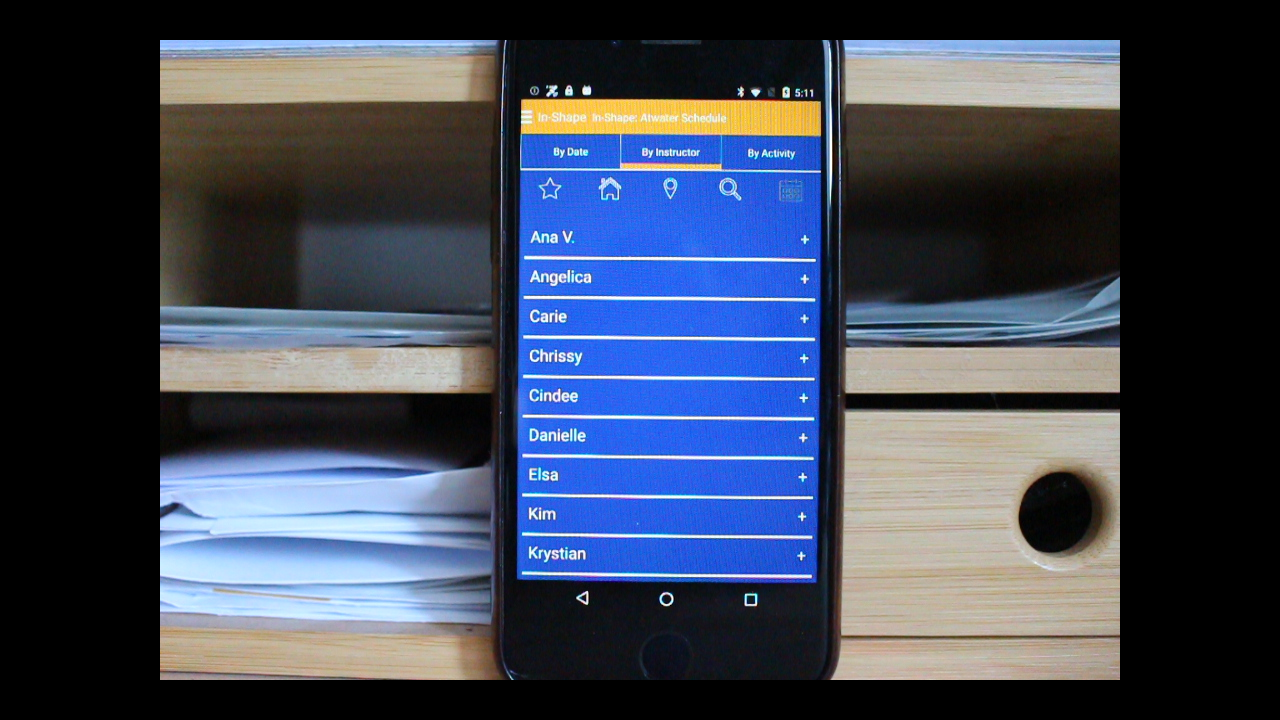 5:11
In-Shape In-Shape: Atwater Schedule
By Date By Instructor By Activity
Ana V. +
Angelica +
Carie +
Chrissy +
Cindee +
Danielle +
Elsa +
Kim +
Krystian +